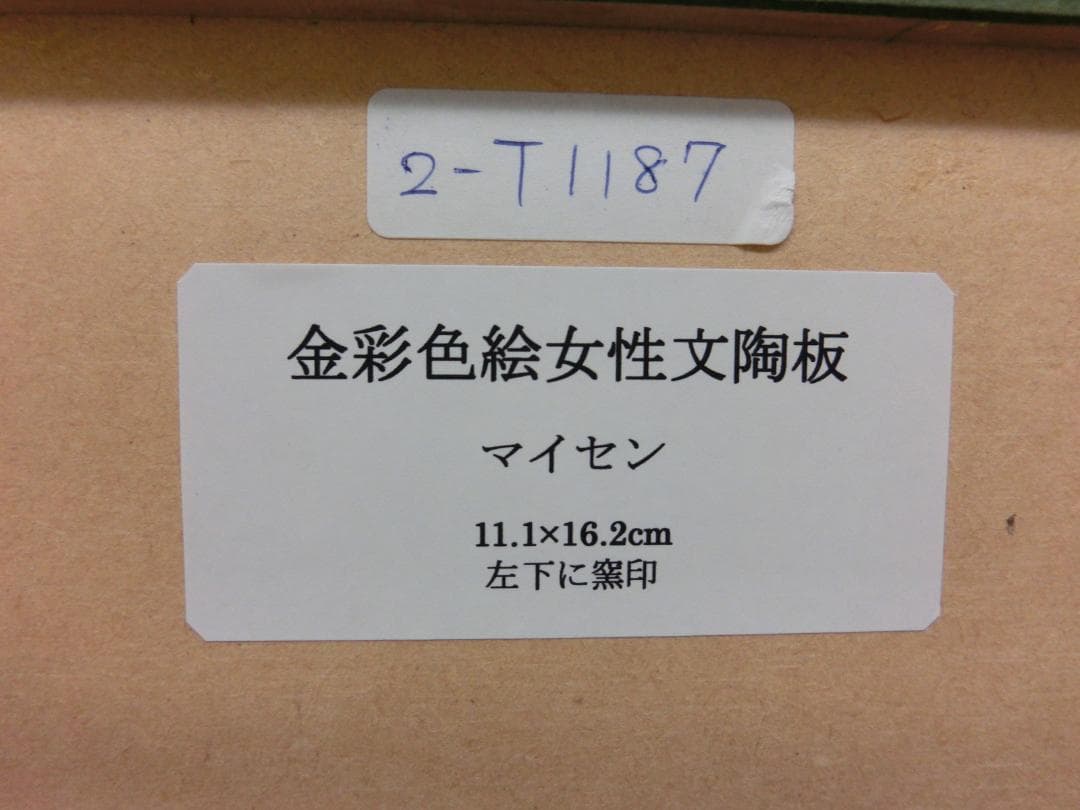 2-T1187
金彩色絵女性文陶板
マイセン
11.1×16.2cm
左下に窯印